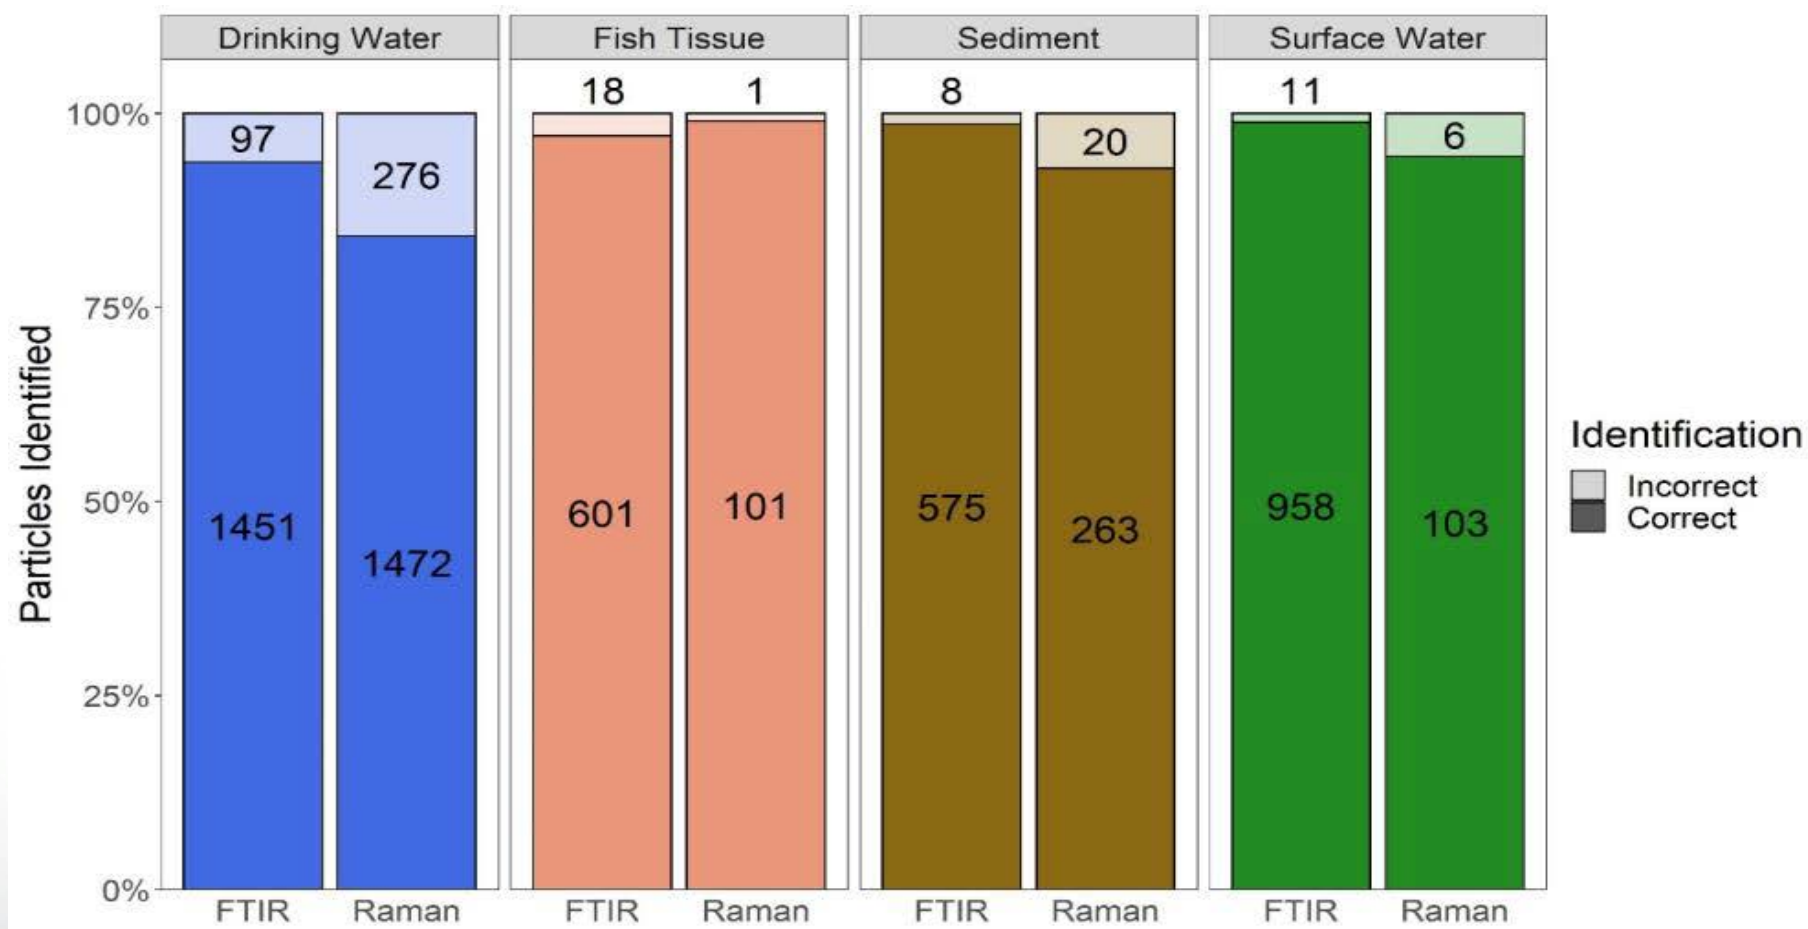 Drinking Water
Fish Tissue
Sediment
Surface Water
18
1
8
11
100%
97
276
20
6
75%
Particles Identified
50%
1451
1472
601
101
575
263
958
103
Identification
Incorrect
Correct
25%
0%
FTIR
Raman
FTIR
Raman
FTIR
Raman
FTIR
Raman